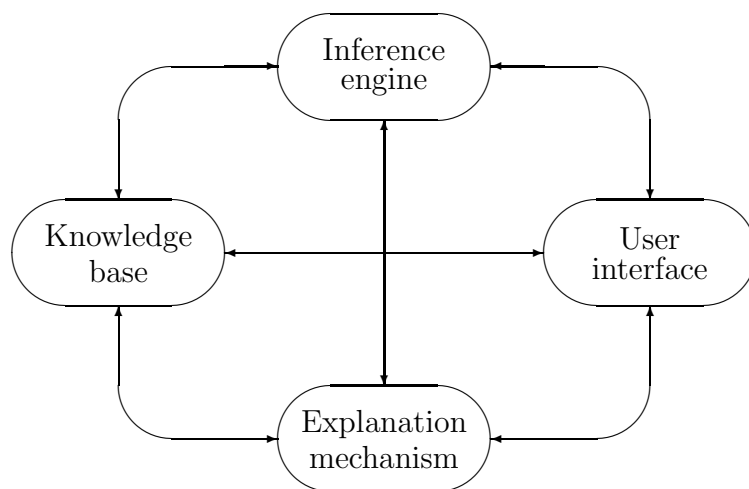 Inference
engine
Knowledge
base
User
interface
Explanation
mechanism